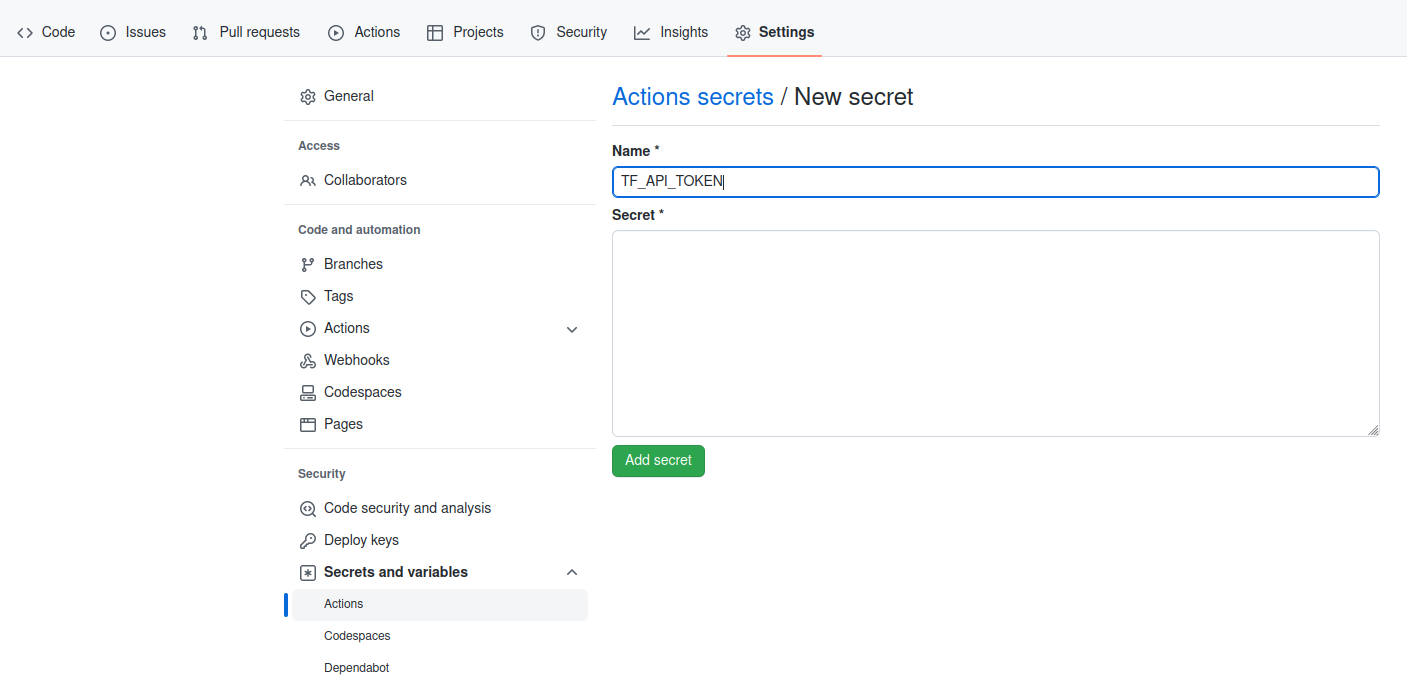 Code Issues Pull requests Actions Projects Security Insights Settings
General
Access
Collaborators
Code and automation
Branches
Tags
Actions
Webhooks
Codespaces
Pages
Security
Code security and analysis
Deploy keys
Secrets and variables
Actions
Codespaces
Dependabot
Actions secrets / New secret
Name *
TF_API_TOKEN
Secret *
Add secret